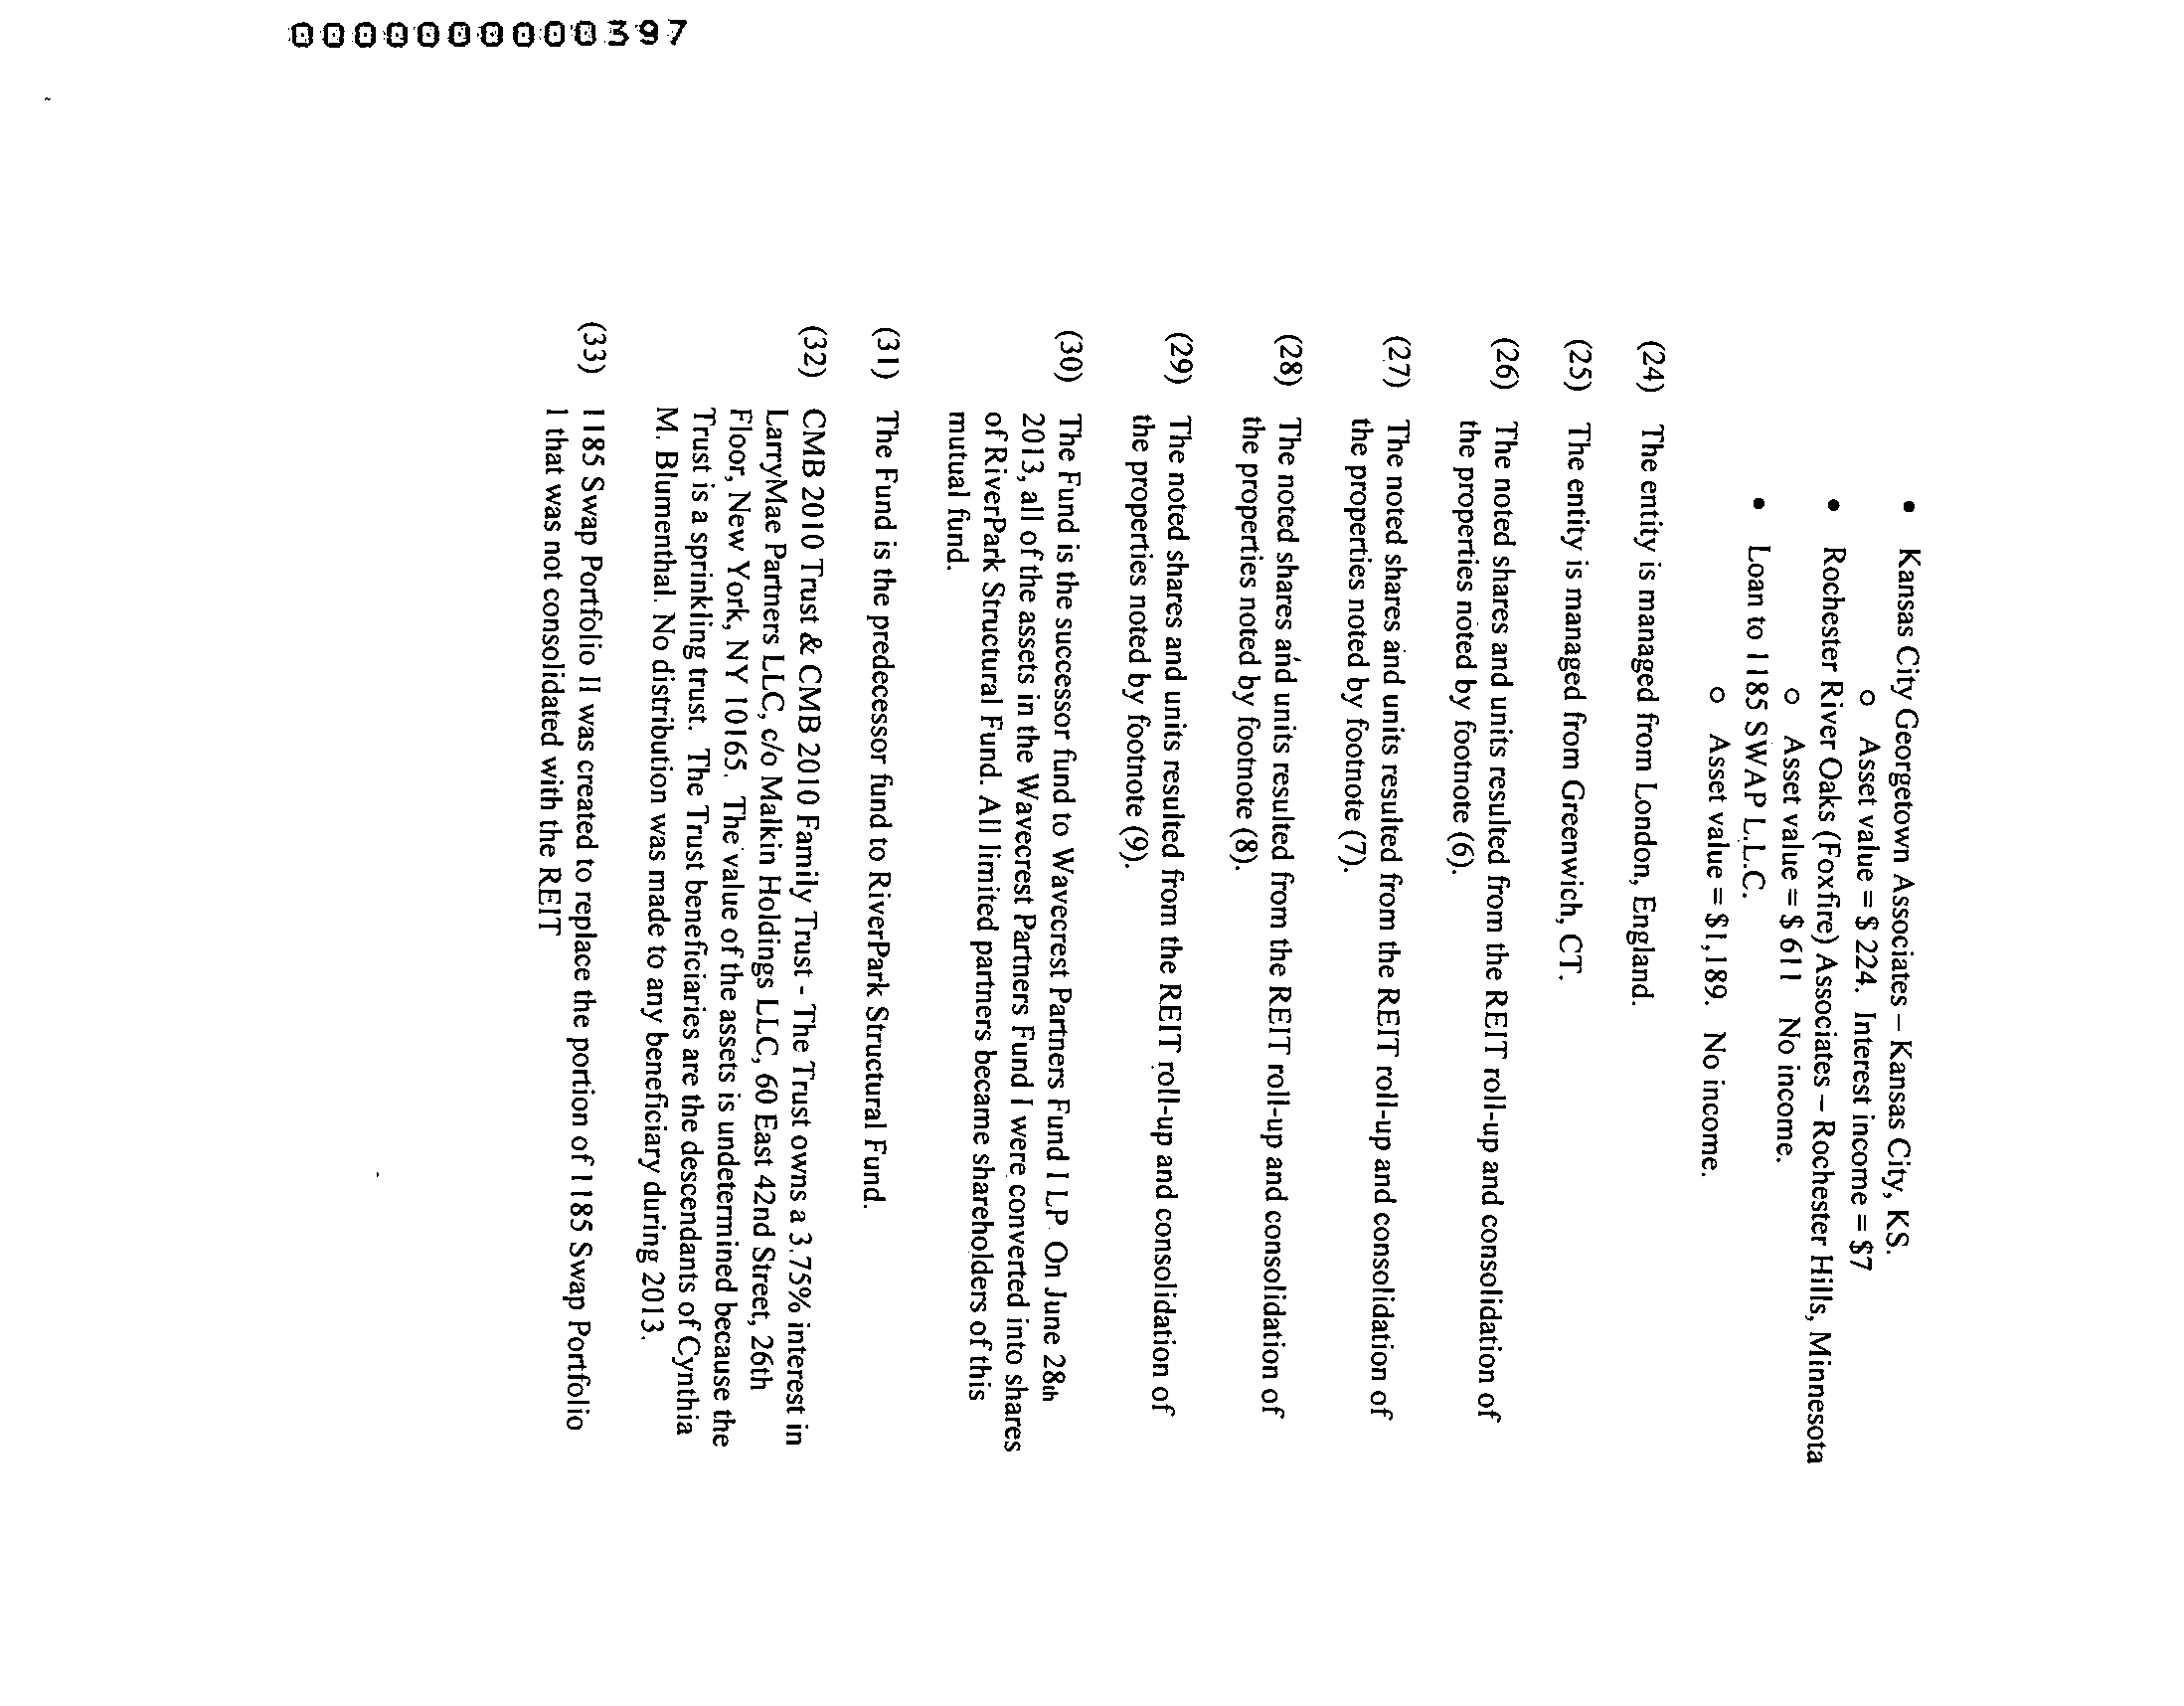 0000000000397
• Kansas City Georgetown Associates – Kansas City, KS.
o Asset value = $ 224. Interest income = $7
• Rochester River Oaks (Foxfire) Associates – Rochester Hills, Minnesota
o Asset value = $ 611 No income.
• Loan to 1185 SWAP L.L.C.
o Asset value = $1,189. No income.
(24) The entity is managed from London, England.
(25) The entity is managed from Greenwich, CT.
(26) The noted shares and units resulted from the REIT roll-up and consolidation of
the properties noted by footnote (6).
(27) The noted shares and units resulted from the REIT roll-up and consolidation of
the properties noted by footnote (7).
(28) The noted shares and units resulted from the REIT roll-up and consolidation of
the properties noted by footnote (8).
(29) The noted shares and units resulted from the REIT roll-up and consolidation of
the properties noted by footnote (9).
(30) The Fund is the successor fund to Wavecrest Partners Fund I LP. On June 28th
2013, all of the assets in the Wavecrest Partners Fund I were converted into shares
of RiverPark Structural Fund. All limited partners became shareholders of this
mutual fund.
(31) The Fund is the predecessor fund to RiverPark Structural Fund.
(32) CMB 2010 Trust & CMB 2010 Family Trust - The Trust owns a 3.75% interest in
LarryMae Partners LLC, c/o Malkin Holdings LLC, 60 East 42nd Street, 26th
Floor, New York, NY 10165. The value of the assets is undetermined because the
Trust is a sprinkling trust. The Trust beneficiaries are the descendants of Cynthia
M. Blumenthal. No distribution was made to any beneficiary during 2013.
(33) 1185 Swap Portfolio II was created to replace the portion of 1185 Swap Portfolio
I that was not consolidated with the REIT